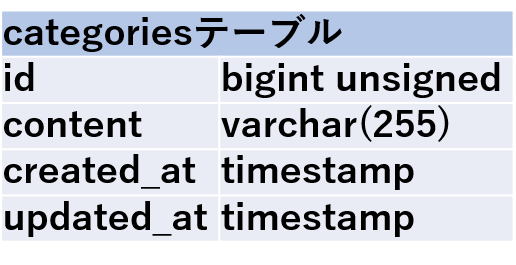 categoriesテーブル
id bigint unsigned
content varchar(255)
created_at timestamp
updated_at timestamp